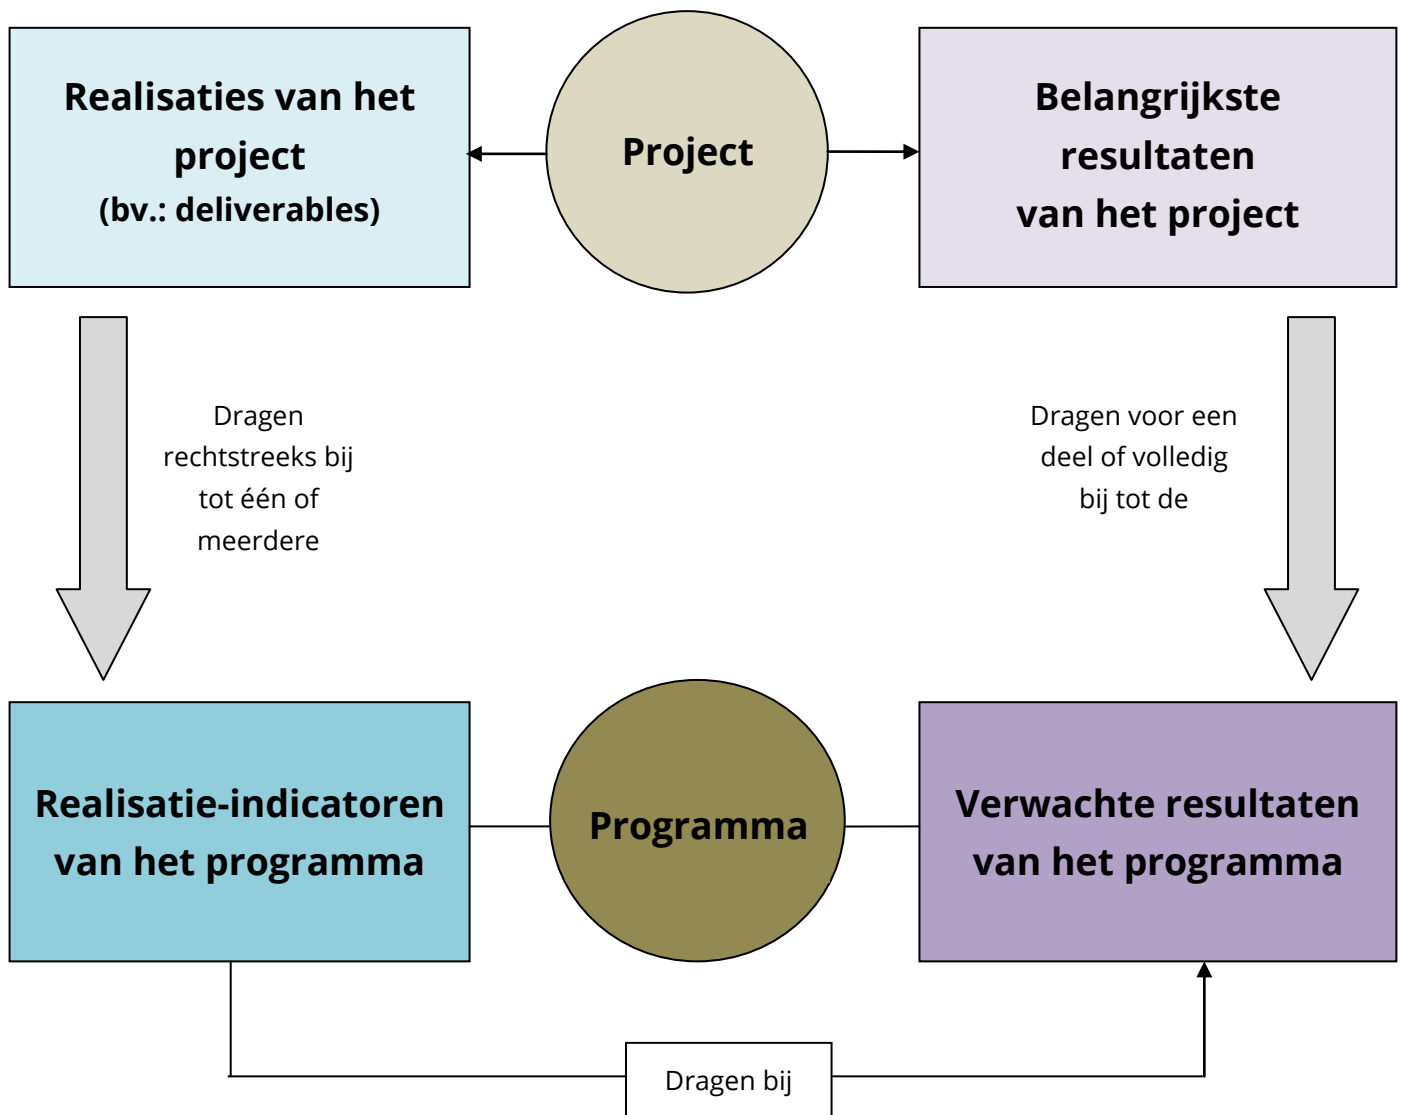 Realisaties van het
project
(bv.: deliverables)
Project
Belangrijkste
resultaten
van het project
Dragen
rechtstreeks bij
tot één of
meerdere
Dragen voor een
deel of volledig
bij tot de
Realisatie-indicatoren
van het programma
Programma
Verwachte resultaten
van het programma
Dragen bij